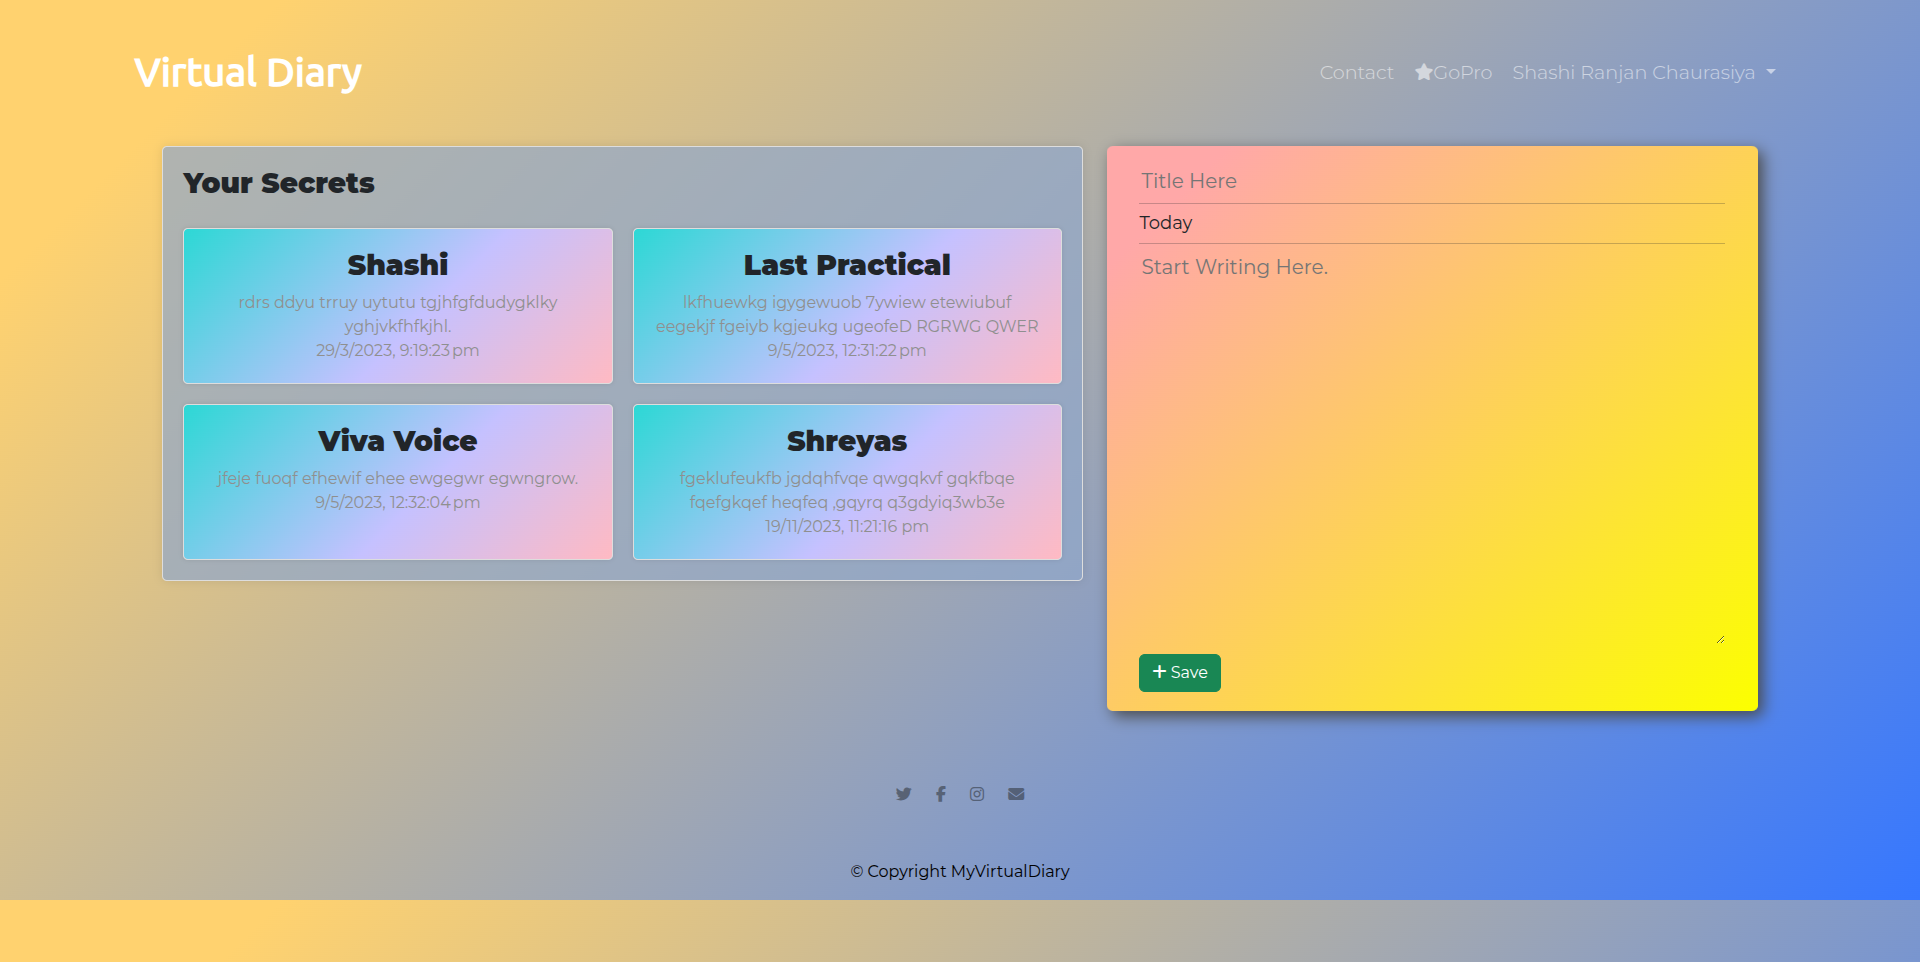 Virtual Diary
Contact GoPro Shashi Ranjan Chaurasiya
Your Secrets
Shashi
rdrs ddyu trruy uytutu tgjhfgfdudygklky
yghjvkfhfkjhl.
29/3/2023, 9:19:23 pm
Last Practical
lkfhuewkg igygewuob 7ywiew etewiubuf
eegekjf fgeiyb kgjeukg ugeofeD RGRWG QWER
9/5/2023, 12:31:22 pm
Viva Voice
jfeje fuoqf efhewif ehee ewgegwr egwngrow.
9/5/2023, 12:32:04 pm
Shreyas
fgeklufeukfb jgdqhfvqe qwgqkvf gqkfbqe
fqefgkqef heqfeq ,gqyrq q3gdyiq3wb3e
19/11/2023, 11:21:16 pm
Title Here
Today
Start Writing Here.
Save
© Copyright MyVirtualDiary